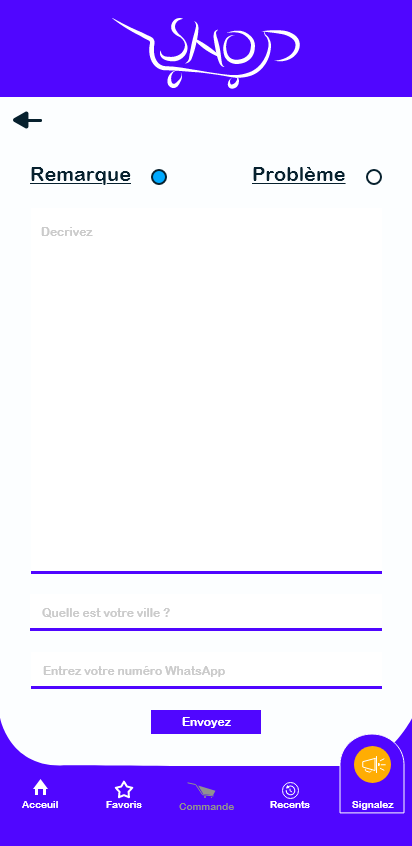 SHOP
Remarque Problème
Decrivez
Quelle est votre ville ?
Entrez votre numéro WhatsApp
Envoyez
Acceuil Favoris Commande Recents Signalez